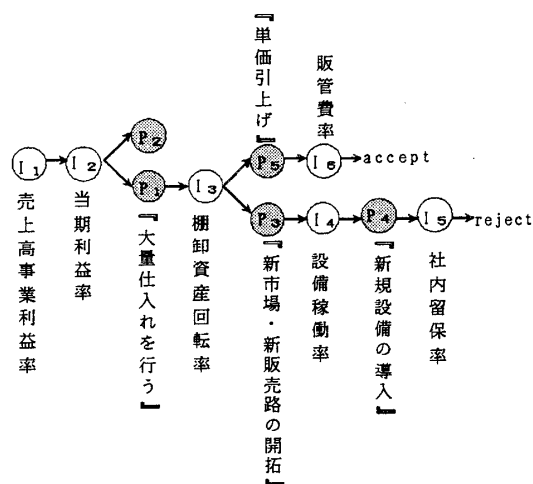 I₁
売上高事業利益率
I₂
当期利益率
P₂
P₁
『大量仕入れを行う』
I₃
棚卸資産回転率
『単価引上げ』
P₅
販管費率
I₆
accept
P₃
『新市場・新販売路の開拓』
I₄
設備稼働率
P₄
『新規設備の導入』
I₅
社内留保率
reject